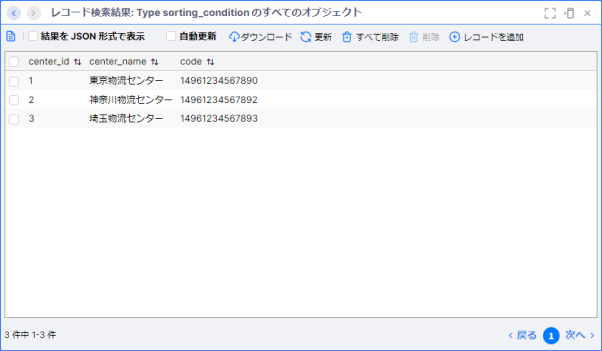 レコード検索結果: Type sorting_condition のすべてのオブジェクト
結果を JSON 形式で表示 自動更新 ダウンロード 更新 すべて削除 削除 レコードを追加
center_id center_name code
1 東京物流センター 14961234567890
2 神奈川物流センター 14961234567892
3 埼玉物流センター 14961234567893
3 件中 1-3 件 戻る 1 次へ